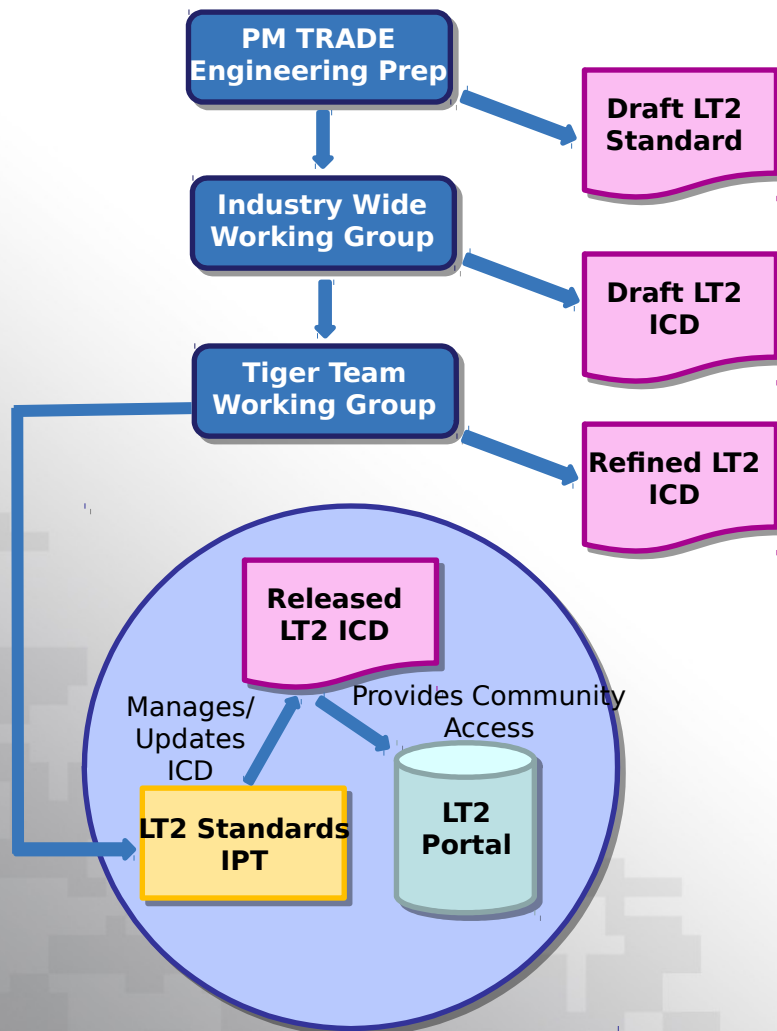 PM TRADE
Engineering Prep
Draft LT2
Standard
Industry Wide
Working Group
Draft LT2
ICD
Tiger Team
Working Group
Refined LT2
ICD
Released
LT2 ICD
Manages/
Updates
ICD
Provides Community
Access
LT2 Standards
IPT
LT2
Portal